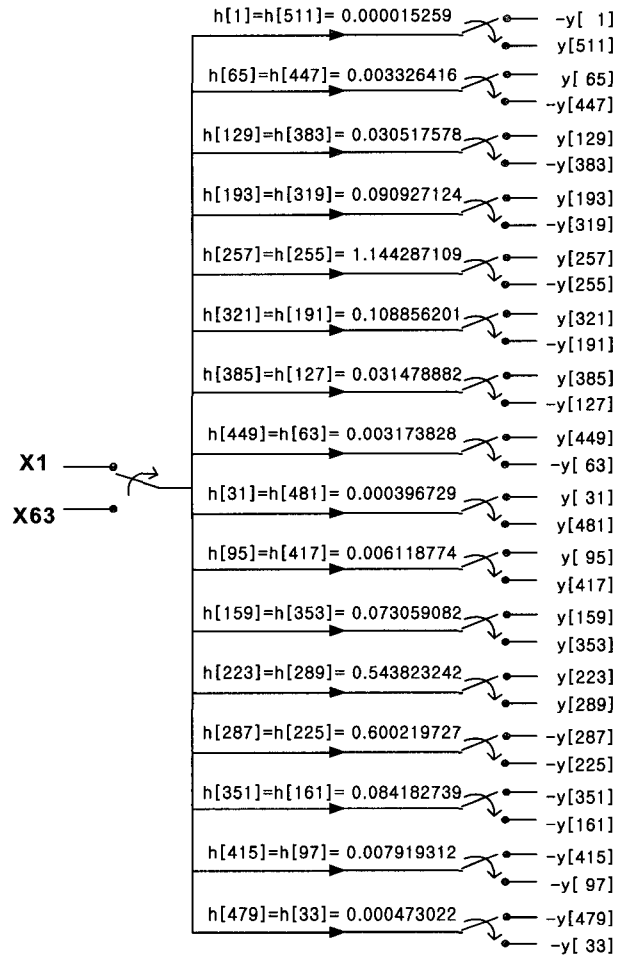 h[1]=h[511]= 0.000015259
-y[ 1]
y[511]
h[65]=h[447]= 0.003326416
y[ 65]
-y[447]
h[129]=h[383]= 0.030517578
y[129]
-y[383]
h[193]=h[319]= 0.090927124
y[193]
-y[319]
h[257]=h[255]= 1.144287109
y[257]
-y[255]
h[321]=h[191]= 0.108856201
y[321]
-y[191]
h[385]=h[127]= 0.031478882
y[385]
-y[127]
h[449]=h[63]= 0.003173828
y[449]
-y[ 63]
X1
X63
h[31]=h[481]= 0.000396729
y[ 31]
y[481]
h[95]=h[417]= 0.006118774
y[ 95]
y[417]
h[159]=h[353]= 0.073059082
y[159]
y[353]
h[223]=h[289]= 0.543823242
y[223]
y[289]
h[287]=h[225]= 0.600219727
-y[287]
-y[225]
h[351]=h[161]= 0.084182739
-y[351]
-y[161]
h[415]=h[97]= 0.007919312
-y[415]
-y[ 97]
h[479]=h[33]= 0.000473022
-y[479]
-y[ 33]